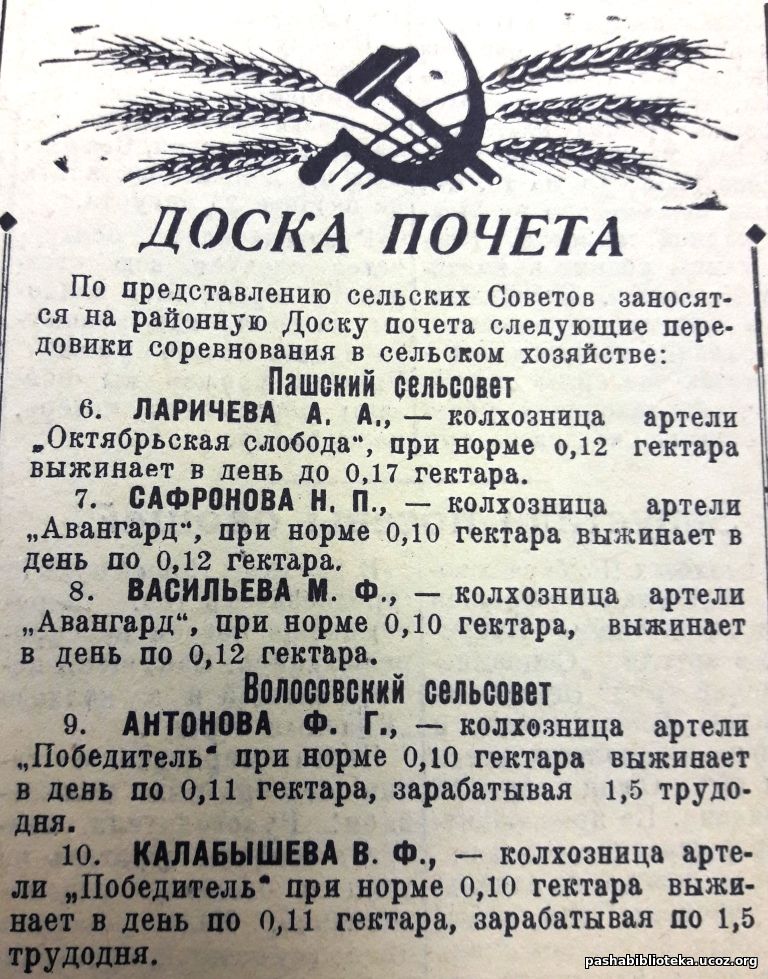 ДОСКА ПОЧЕТА
По представлению сельских Советов заносят-
ся на районную Доску почета следующие пере-
довики соревнования в сельском хозяйстве:
Пашский сельсовет
6. ЛАРИЧЕВА А. А., — колхозница артели
„Октябрьская слобода“, при норме 0,12 гектара
выжинает в день до 0,17 гектара.
7. САФРОНОВА Н. П., — колхозница артели
„Авангард“, при норме 0,10 гектара выжинает в
день по 0,12 гектара.
8. ВАСИЛЬЕВА М. Ф., — колхозница артели
„Авангард“, при норме 0,10 гектара, выжинает
в день по 0,12 гектара.
Волосовский сельсовет
9. АНТОНОВА Ф. Г., — колхозница артели
„Победитель“ при норме 0,10 гектара выжинает
в день по 0,11 гектара, зарабатывая 1,5 трудо-
дня.
10. КАЛАБЫШЕВА В. Ф., — колхозница арте-
ли „Победитель“ при норме 0,10 гектара выжи-
нает в день по 0,11 гектара, зарабатывая по 1,5
трудодня.
pashabiblioteka.ucoz.org